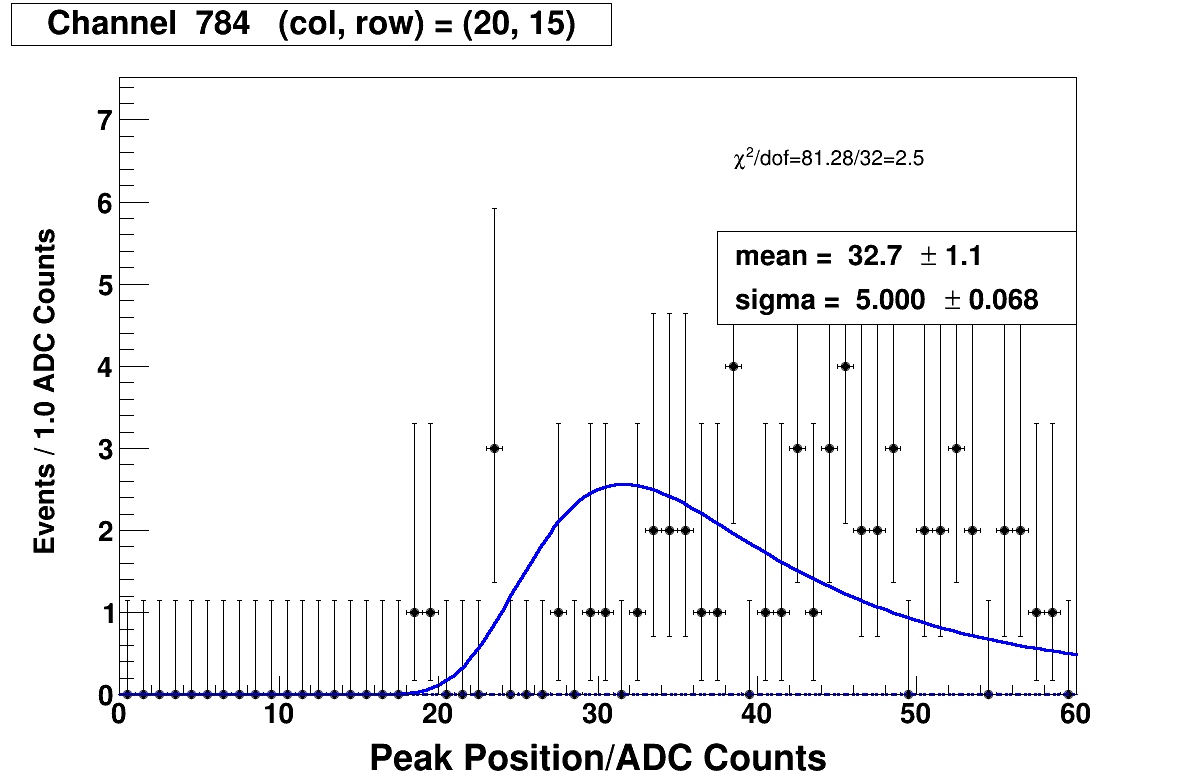 Channel 784 (col, row) = (20, 15)
Events / 1.0 ADC Counts
7
6
5
4
3
2
1
0
χ²/dof=81.28/32=2.5
mean = 32.7 ± 1.1
sigma = 5.000 ± 0.068
0 10 20 30 40 50 60
Peak Position/ADC Counts